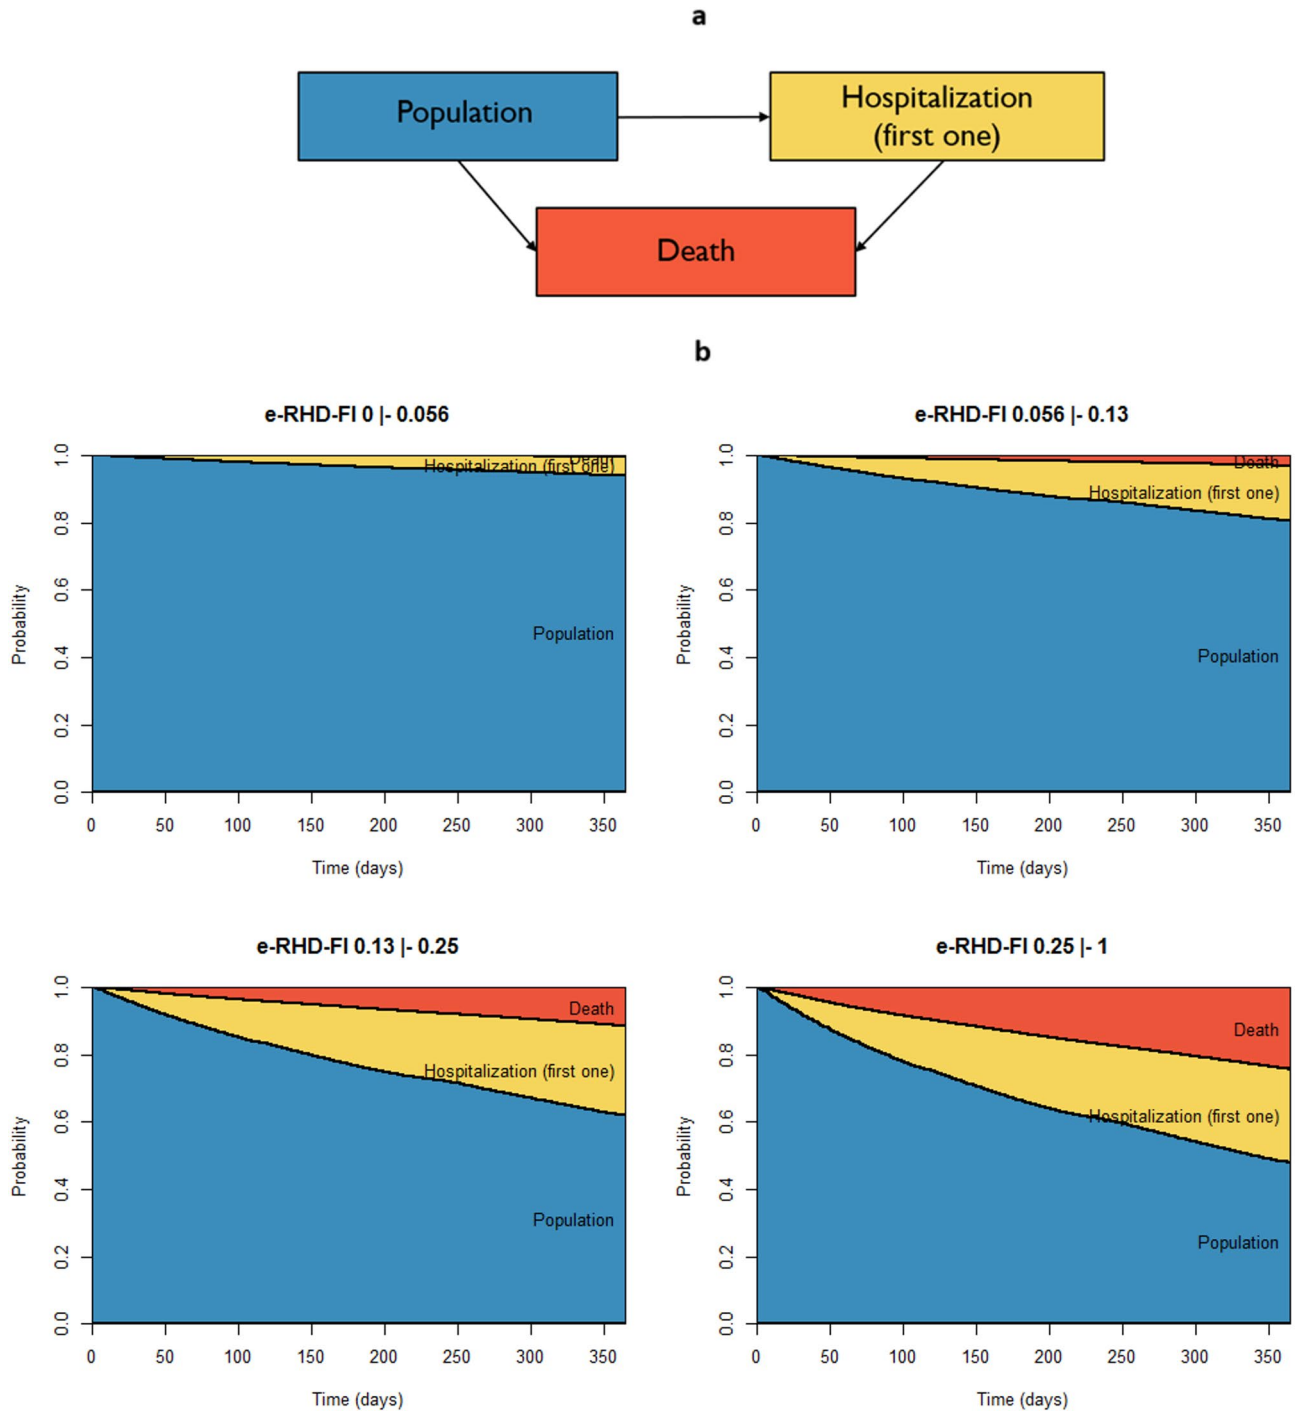 a
Population
Hospitalization
(first one)
Death
b
e-RHD-FI 0 |- 0.056
Probability
0.0 0.2 0.4 0.6 0.8 1.0
Death
Hospitalization (first one)
Population
0 50 100 150 200 250 300 350
Time (days)
e-RHD-FI 0.056 |- 0.13
Probability
0.0 0.2 0.4 0.6 0.8 1.0
Death
Hospitalization (first one)
Population
0 50 100 150 200 250 300 350
Time (days)
e-RHD-FI 0.13 |- 0.25
Probability
0.0 0.2 0.4 0.6 0.8 1.0
Death
Hospitalization (first one)
Population
0 50 100 150 200 250 300 350
Time (days)
e-RHD-FI 0.25 |- 1
Probability
0.0 0.2 0.4 0.6 0.8 1.0
Death
Hospitalization (first one)
Population
0 50 100 150 200 250 300 350
Time (days)